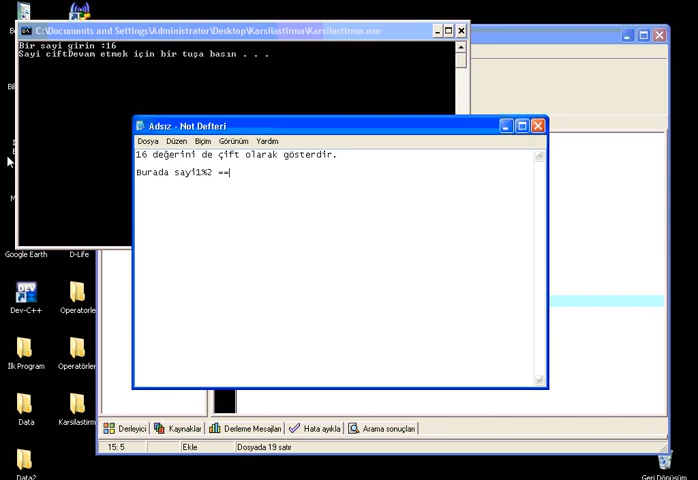 C:\Documents and Settings\Administrator\Desktop\Karsilastirma\Karsilastirma.exe
Bir sayi girin :16
Sayi ciftDevam etmek için bir tuşa basın . . .
Adsız - Not Defteri
Dosya Düzen Biçim Görünüm Yardım
16 değerini de çift olarak gösterdir.
Burada sayi1%2 ==
Google Earth
D-Life
Dev-C++
Operatorle
Ilk Program
Operatörler
Data
Karsilastirm
Data2
Derleyici Kaynaklar Derleme Mesajları Hata ayıkla Arama sonuçları
15: 5 Ekle Dosyada 19 satır
Geri Dönüşüm